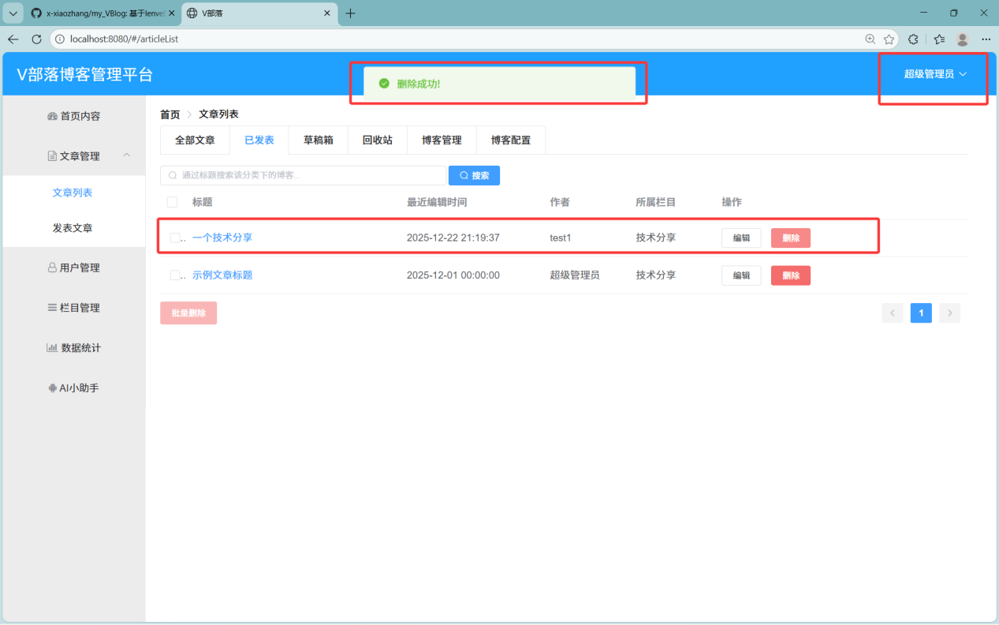 x-xiaozhang/my_VBlog: 基于lenve
V部落
localhost:8080/#/articleList
V部落博客管理平台
删除成功!
超级管理员
首页内容
文章管理
文章列表
发表文章
用户管理
栏目管理
数据统计
AI小助手
首页 > 文章列表
全部文章 已发表 草稿箱 回收站 博客管理 博客配置
通过标题搜索该分类下的博客... 搜索
标题 最近编辑时间 作者 所属栏目 操作
一个技术分享 2025-12-22 21:19:37 test1 技术分享 编辑 删除
示例文章标题 2025-12-01 00:00:00 超级管理员 技术分享 编辑 删除
批量删除
1